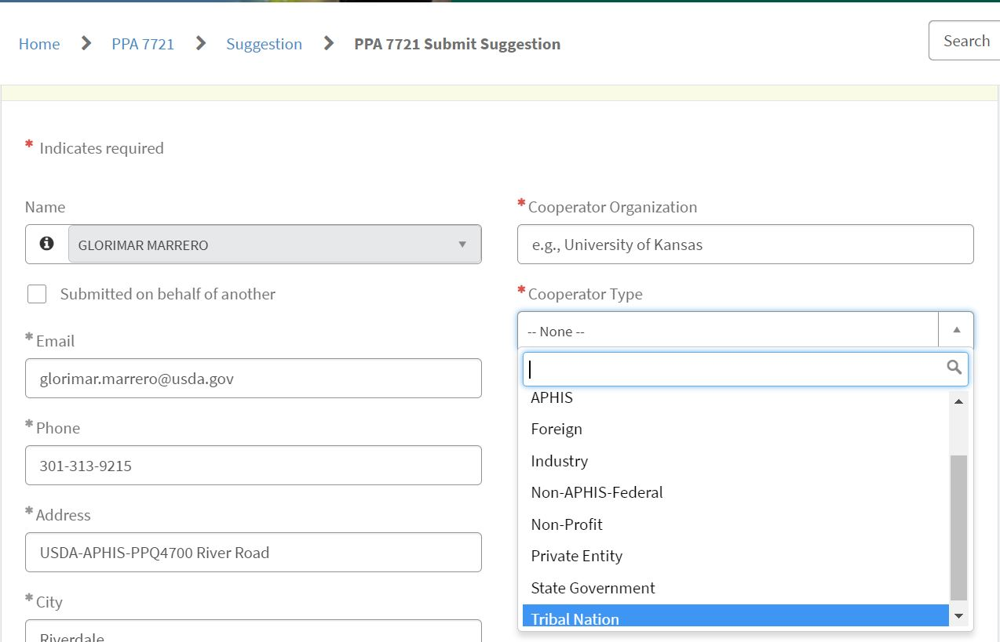 Home > PPA 7721 > Suggestion > PPA 7721 Submit Suggestion
Search
* Indicates required
Name
GLORIMAR MARRERO
Submitted on behalf of another
* Email
glorimar.marrero@usda.gov
* Phone
301-313-9215
* Address
USDA-APHIS-PPQ4700 River Road
* City
Riverdale
* Cooperator Organization
e.g., University of Kansas
* Cooperator Type
-- None --
APHIS
Foreign
Industry
Non-APHIS-Federal
Non-Profit
Private Entity
State Government
Tribal Nation